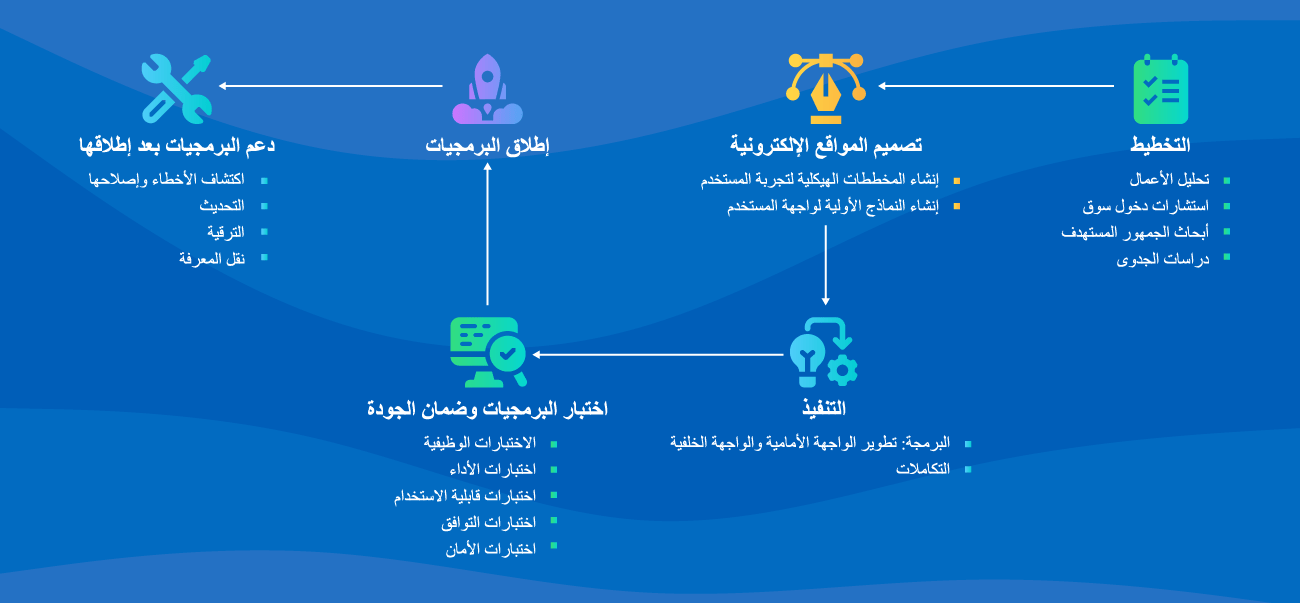 التخطيط
تحليل الأعمال
استشارات دخول سوق
أبحاث الجمهور المستهدف
دراسات الجدوى
تصميم المواقع الإلكترونية
إنشاء المخططات الهيكلية لتجربة المستخدم
إنشاء النماذج الأولية لواجهة المستخدم
التنفيذ
البرمجة: تطوير الواجهة الأمامية والواجهة الخلفية
التكاملات
اختبار البرمجيات وضمان الجودة
الاختبارات الوظيفية
اختبارات الأداء
اختبارات قابلية الاستخدام
اختبارات التوافق
اختبارات الأمان
إطلاق البرمجيات
دعم البرمجيات بعد إطلاقها
اكتشاف الأخطاء وإصلاحها
التحديث
الترقية
نقل المعرفة